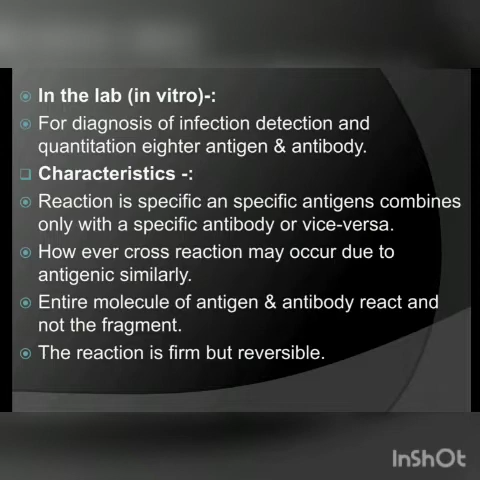 In the lab (in vitro)-:
For diagnosis of infection detection and
quantitation eighter antigen & antibody.
Characteristics -:
Reaction is specific an specific antigens combines
only with a specific antibody or vice-versa.
How ever cross reaction may occur due to
antigenic similarly.
Entire molecule of antigen & antibody react and
not the fragment.
The reaction is firm but reversible.
InShOt